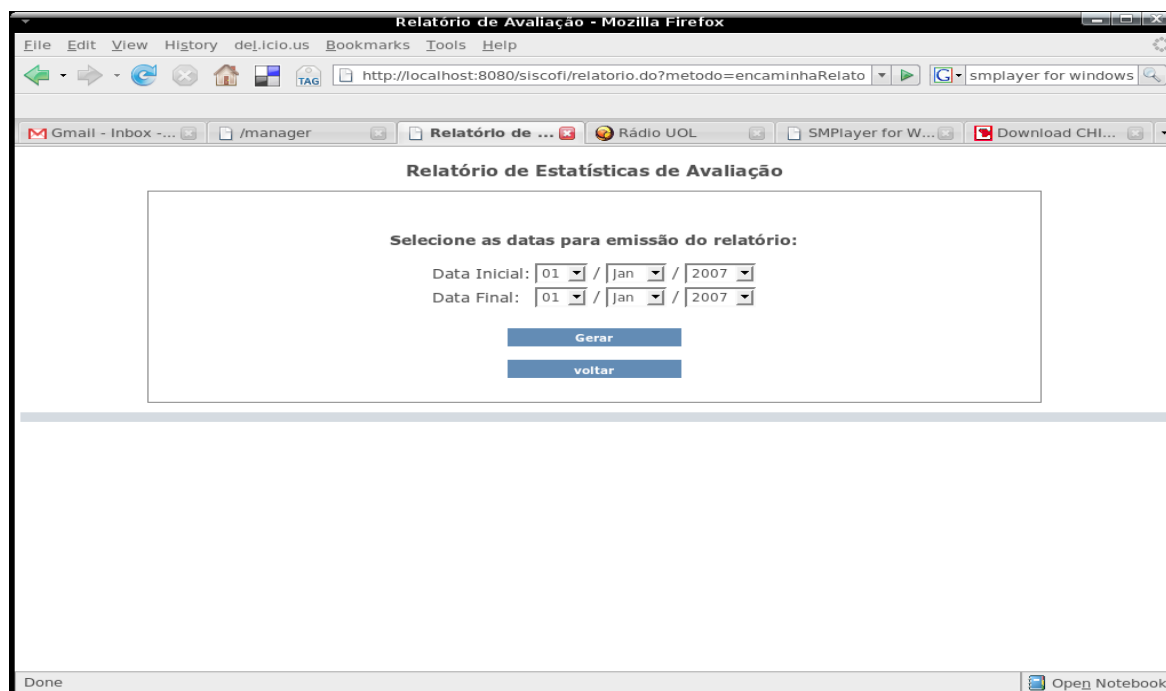 Relatório de Avaliação - Mozilla Firefox
File Edit View History del.icio.us Bookmarks Tools Help
TAG http://localhost:8080/siscofi/relatorio.do?metodo=encaminhaRelato G smplayer for windows
Gmail - Inbox -... /manager Relatório de ... Rádio UOL SMPlayer for W... Download CHI...
Relatório de Estatísticas de Avaliação
Selecione as datas para emissão do relatório:
Data Inicial: 01 / Jan / 2007
Data Final: 01 / Jan / 2007
Gerar
voltar
Done Open Notebook